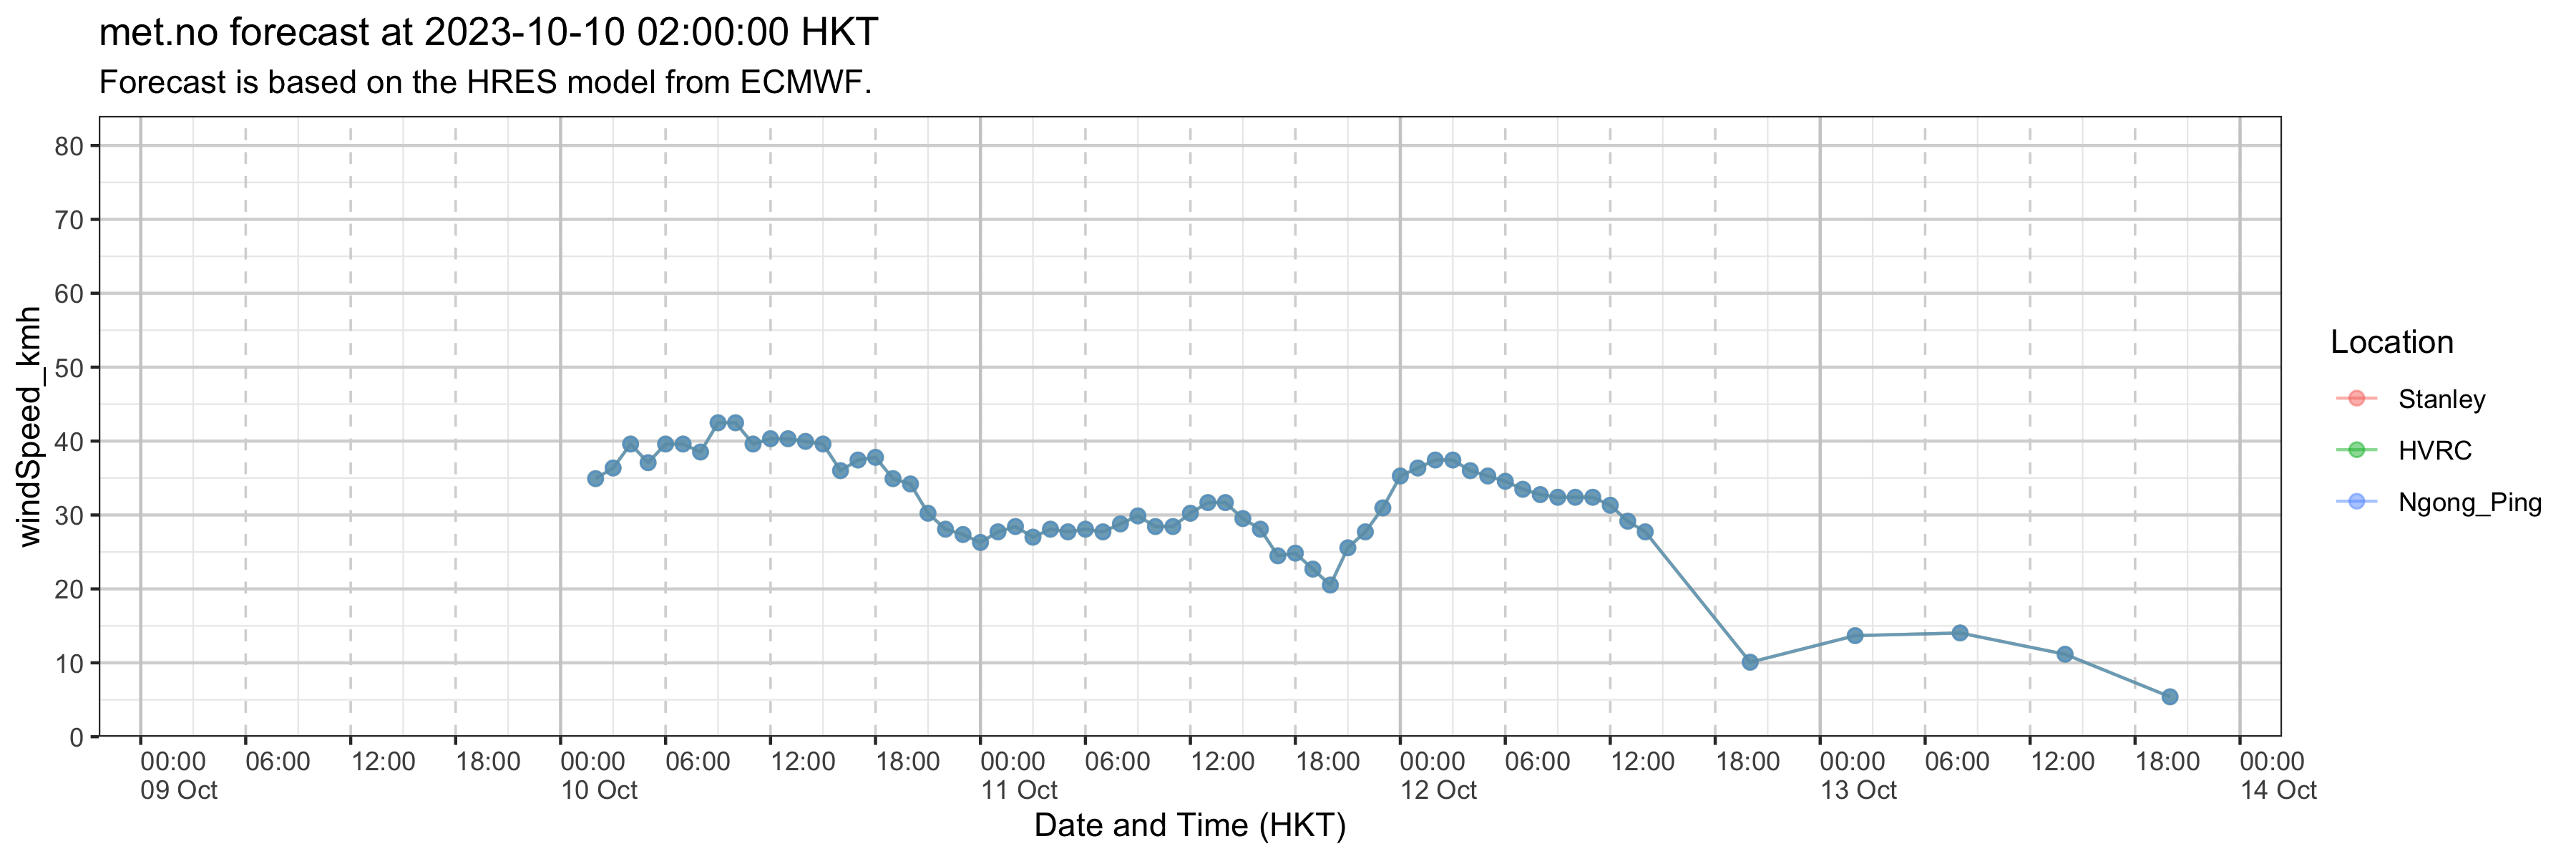 met.no forecast at 2023-10-10 02:00:00 HKT
Forecast is based on the HRES model from ECMWF.
windSpeed_kmh
80
70
60
50
40
30
20
10
0
00:00 06:00 12:00 18:00 00:00 06:00 12:00 18:00 00:00 06:00 12:00 18:00 00:00 06:00 12:00 18:00 00:00 06:00 12:00 18:00 00:00
09 Oct 10 Oct 11 Oct 12 Oct 13 Oct 14 Oct
Date and Time (HKT)
Location
Stanley
HVRC
Ngong_Ping